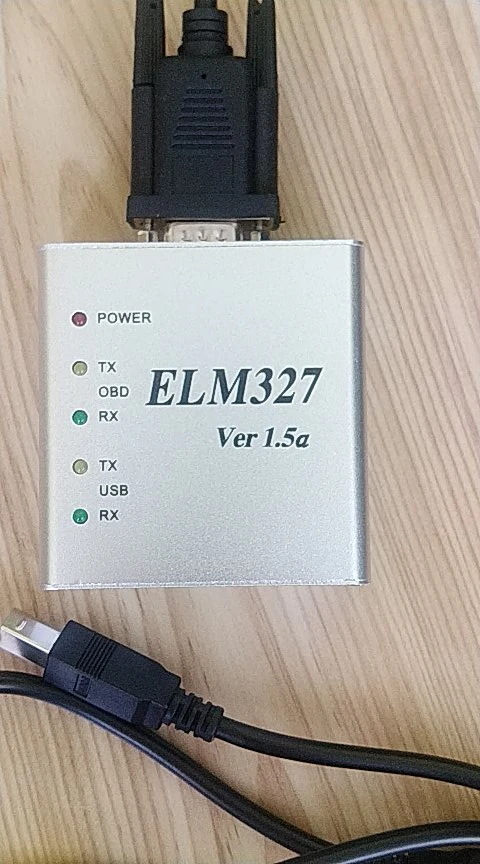 POWER
TX
OBD
RX
TX
USB
RX
ELM327
Ver 1.5a